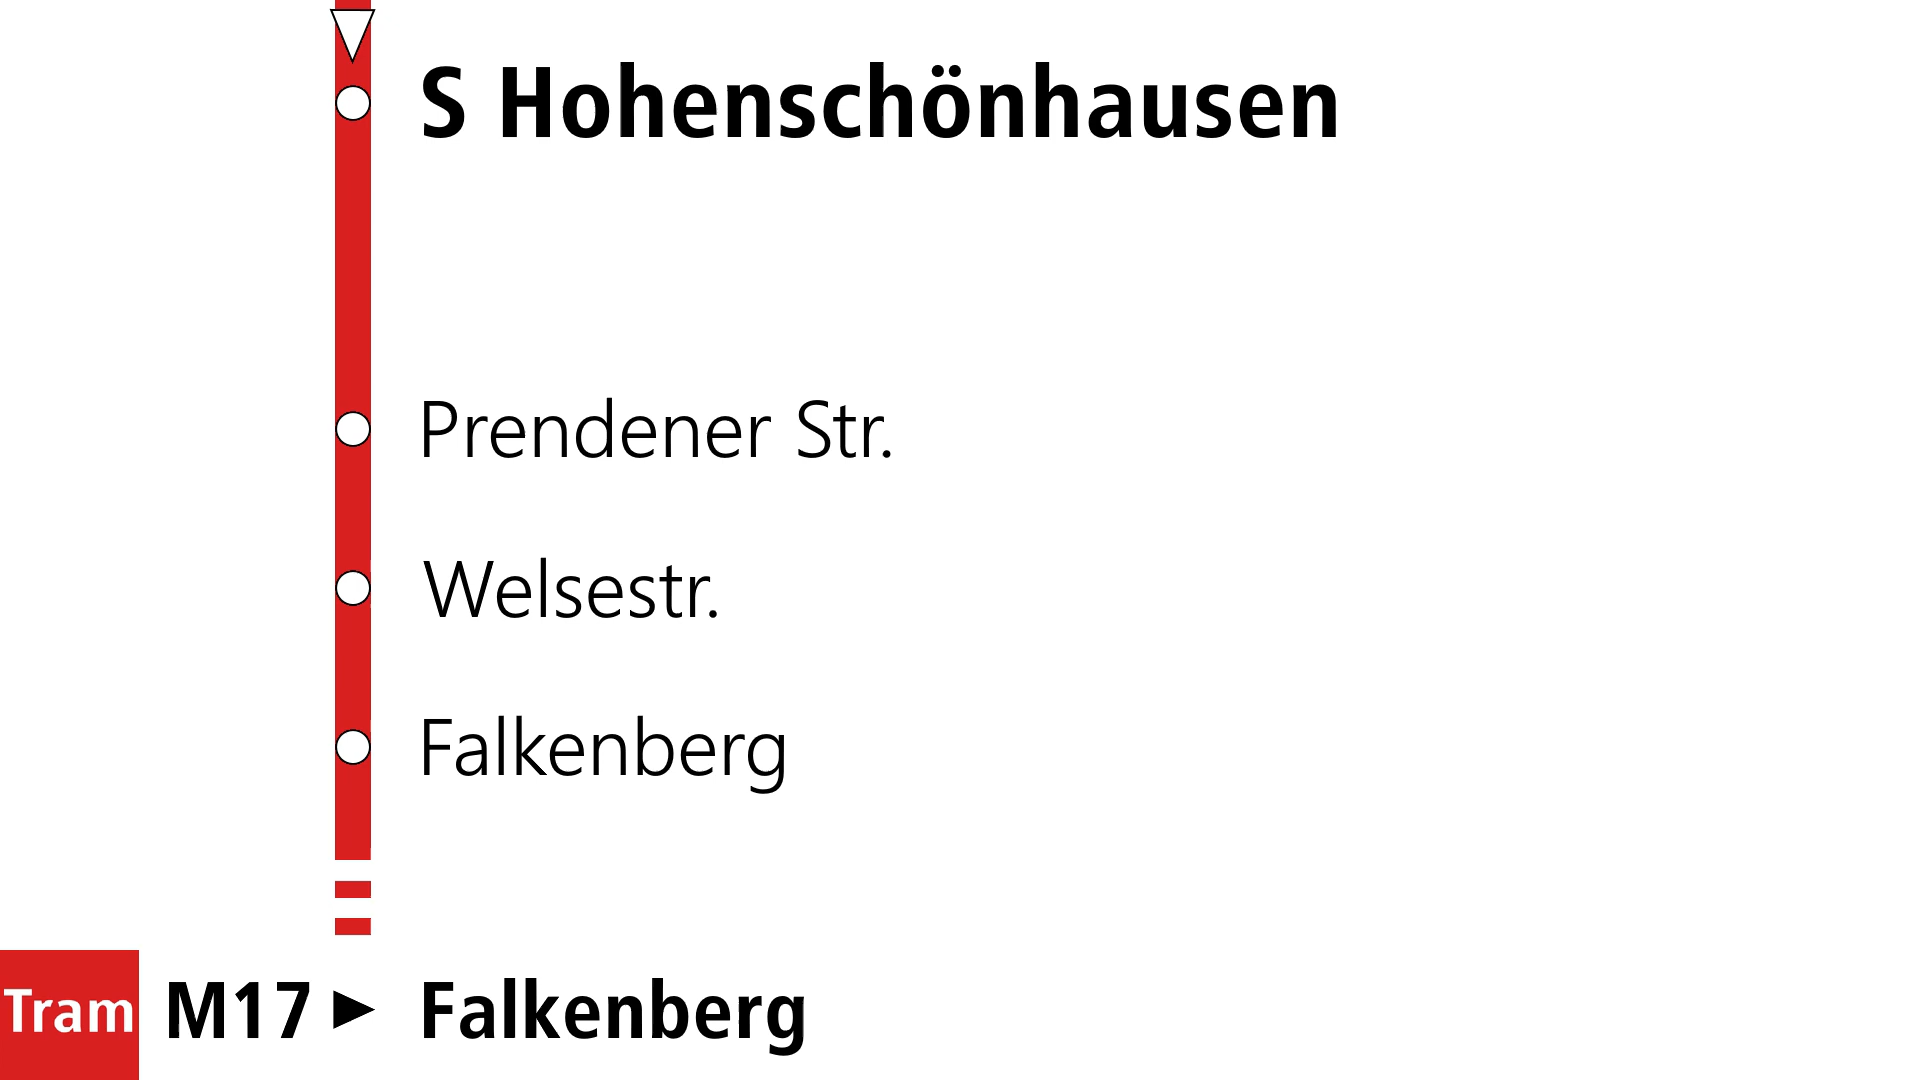 S Hohenschönhausen
Prendener Str.
Welsestr.
Falkenberg
Tram M17 ► Falkenberg